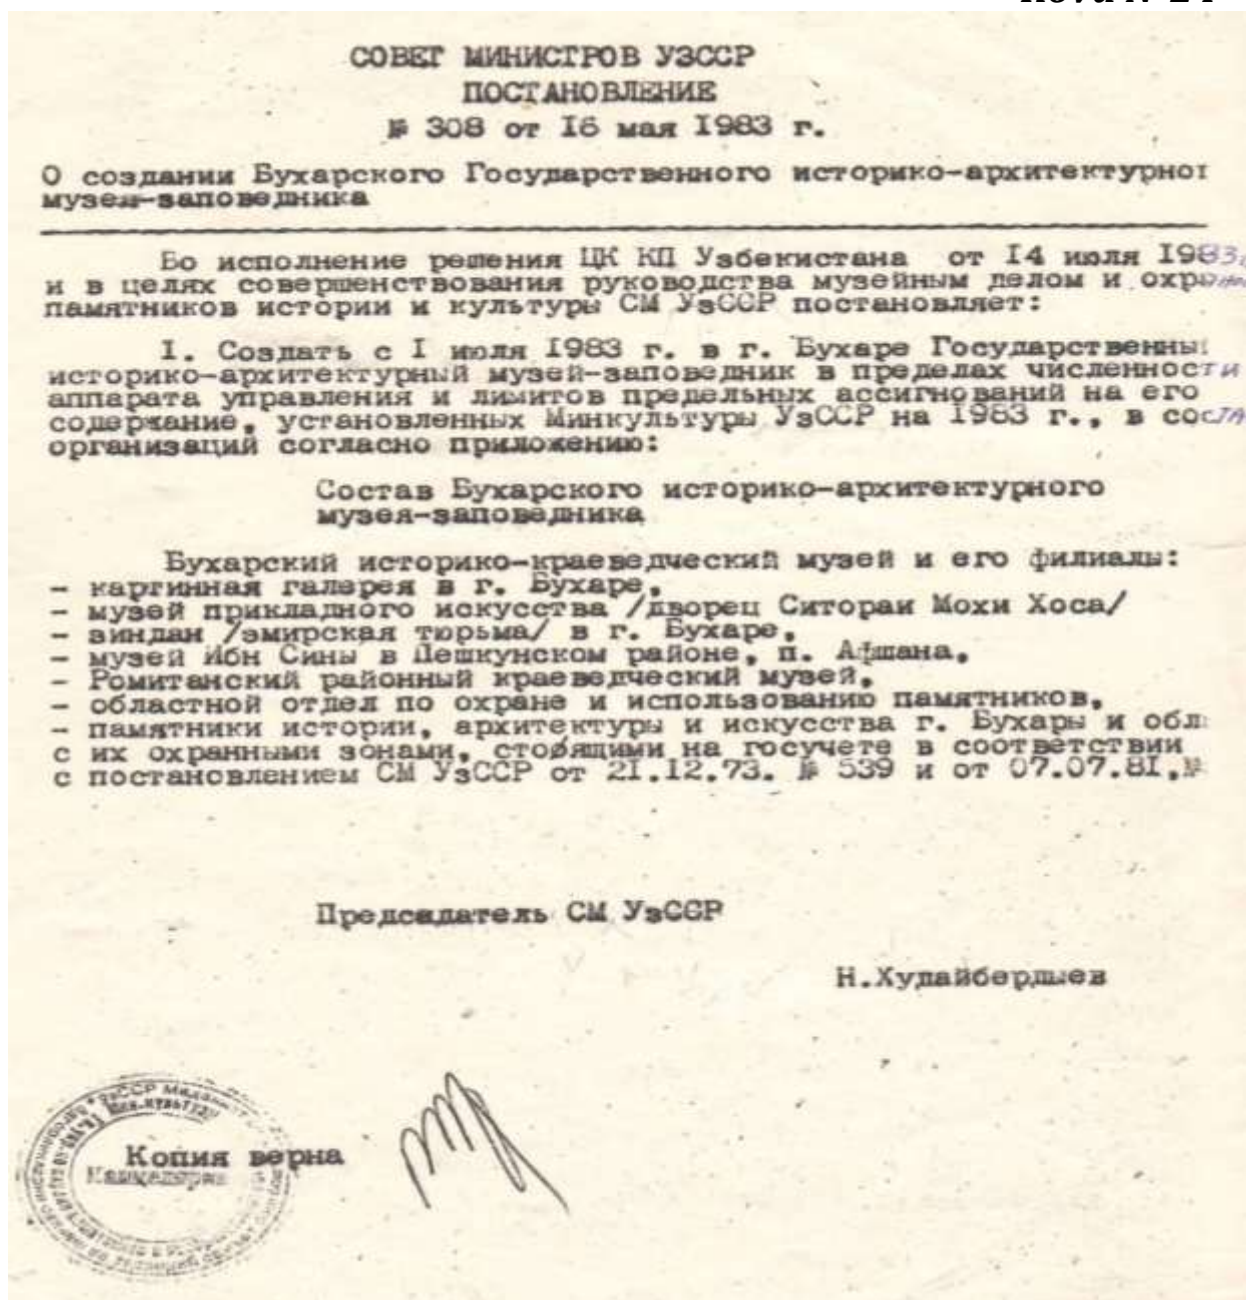 СОВЕТ МИНИСТРОВ УЗССР
ПОСТАНОВЛЕНИЕ
№ 308 от 16 мая 1983 г.
О создании Бухарского Государственного историко-архитектурног
музея-заповедника
Во исполнение решения ЦК КП Узбекистана от 14 июля 1983г.
и в целях совершенствования руководства музейным делом и охра
памятников истории и культуры СМ УзССР постановляет:
I. Создать с I июля 1983 г. в г. Бухаре Государственны
историко-архитектурный музей-заповедник в пределах численности
аппарата управления и лимитов предельных ассигнований на его
содержание, установленных Минкультуры УзССР на 1983 г., в соста
организаций согласно приложению:
Состав Бухарского историко-архитектурного
музея-заповедника
Бухарский историко-краеведческий музей и его филиалы:
- картинная галерея в г. Бухаре,
- музей прикладного искусства /дворец Ситораи Мохи Хоса/
- зиндан /эмирская тюрьма/ в г. Бухаре,
- музей Ибн Сины в Пешкунском районе, п. Афшана,
- Ромитанский районный краеведческий музей,
- областной отдел по охране и использованию памятников,
- памятники истории, архитектуры и искусства г. Бухары и обл
с их охранными зонами, стоящими на госучете в соответствии
с постановлением СМ УзССР от 21.12.73. № 539 и от 07.07.81.№
Председатель СМ УзССР
Н.Худайбердыев
УзССР
Мин.культуры
Копия верна
Канцелярия